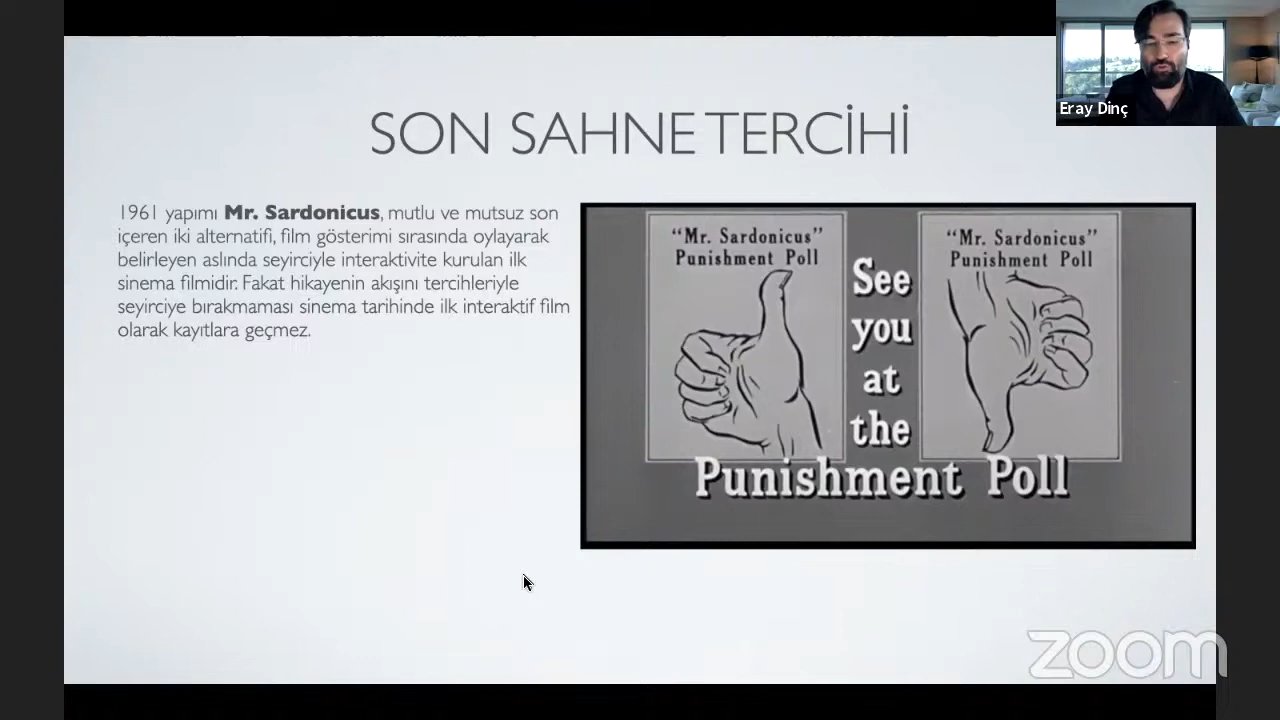 Eray Dinç
SON SAHNE TERCİHİ
1961 yapımı Mr. Sardonicus, mutlu ve mutsuz son
içeren iki alternatifi, film gösterimi sırasında oylayarak
belirleyen aslında seyirciyle interaktivite kurulan ilk
sinema filmidir. Fakat hikayenin akışını tercihleriyle
seyirciye bırakmaması sinema tarihinde ilk interaktif film
olarak kayıtlara geçmez.
“Mr. Sardonicus”
Punishment Poll
See
you
at
the
Punishment Poll
“Mr. Sardonicus”
Punishment Poll
zoom